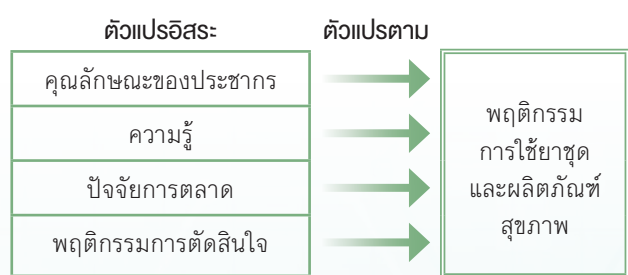 ตัวแปรอิสระ
ตัวแปรตาม
คุณลักษณะของประชากร
ความรู้
ปัจจัยการตลาด
พฤติกรรมการตัดสินใจ
พฤติกรรม
การใช้ยาชุด
และผลิตภัณฑ์
สุขภาพ